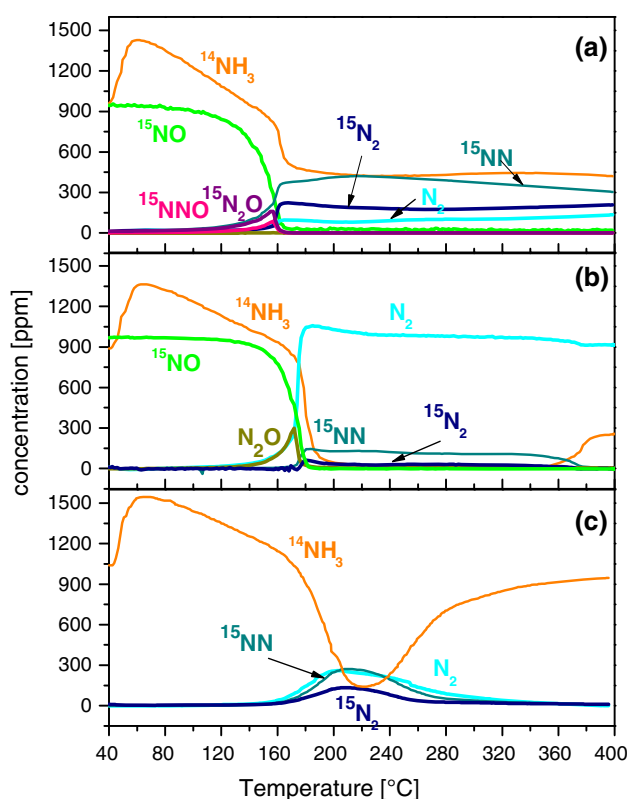 1500
1200
900
600
300
0
(a)
¹⁴NH₃
¹⁵NO
¹⁵N₂
¹⁵NN
¹⁵N₂O
¹⁵NNO
N₂
1500
1200
900
600
300
0
(b)
¹⁴NH₃
N₂
¹⁵NO
N₂O
¹⁵NN
¹⁵N₂
concentration [ppm]
1500
1200
900
600
300
0
(c)
¹⁴NH₃
¹⁵NN
N₂
¹⁵N₂
40 80 120 160 200 240 280 320 360 400
Temperature [°C]